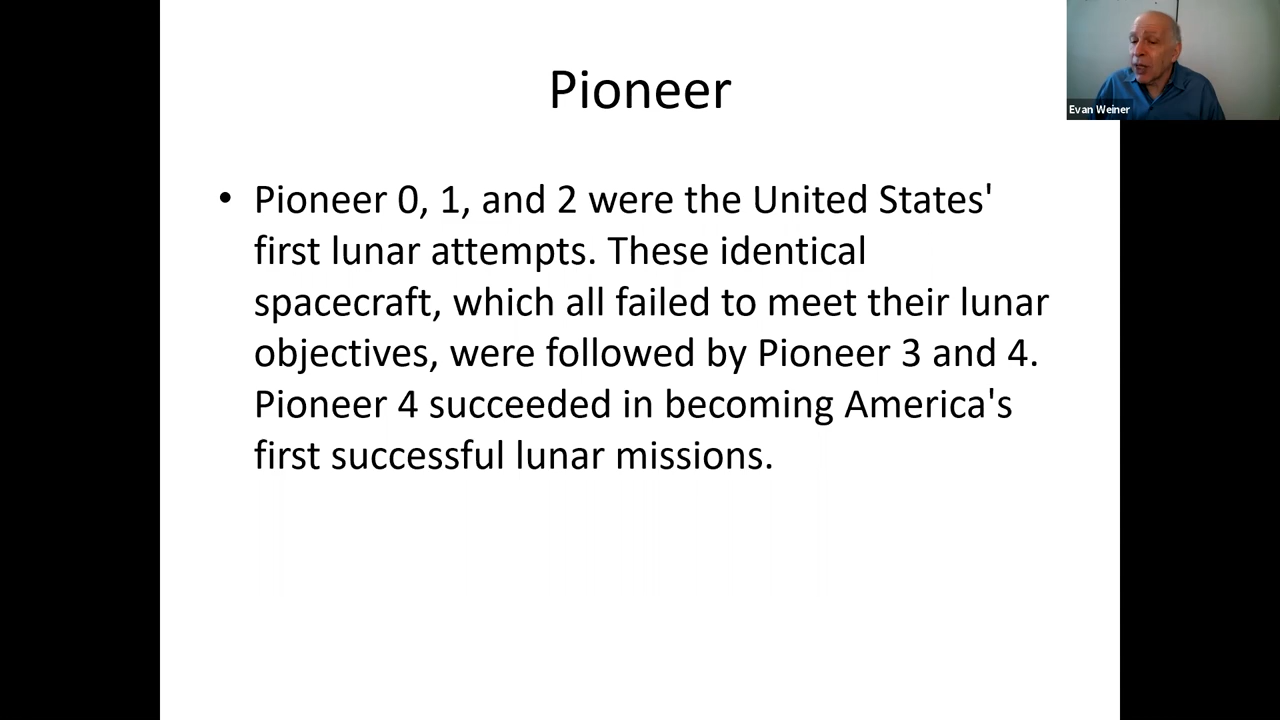 Pioneer
Evan Weiner
• Pioneer 0, 1, and 2 were the United States'
first lunar attempts. These identical
spacecraft, which all failed to meet their lunar
objectives, were followed by Pioneer 3 and 4.
Pioneer 4 succeeded in becoming America's
first successful lunar missions.